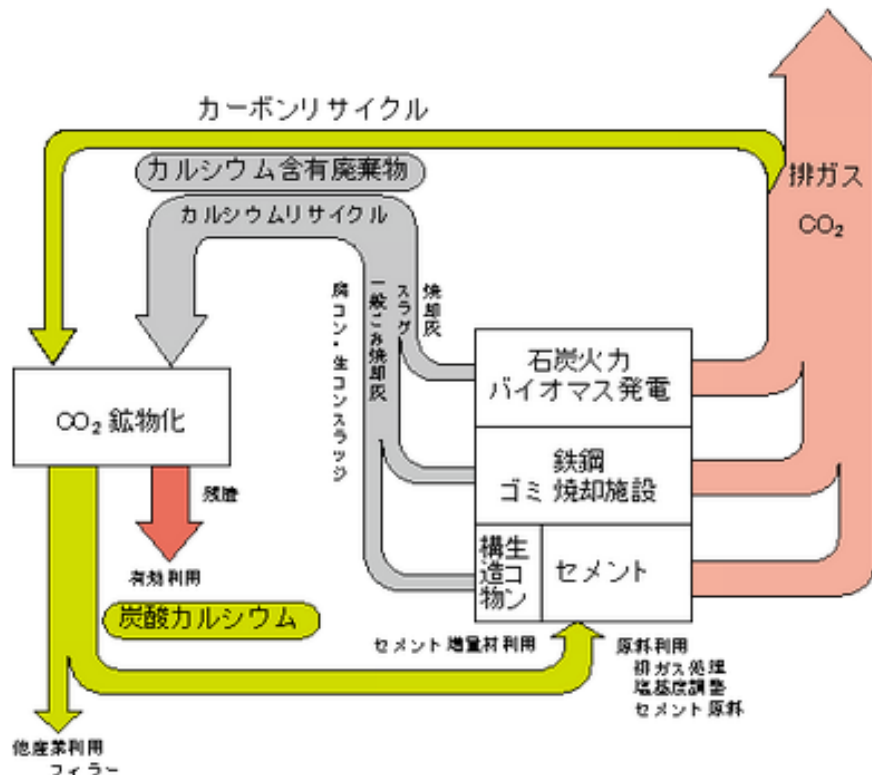 カーボンリサイクル
カルシウム含有廃棄物
カルシウムリサイクル
排ガス
CO₂
焼却灰
スラグ
一般ごみ焼却灰
廃コン・生コンスラッジ
石炭火力
バイオマス発電
CO₂ 鉱物化
鉄鋼
ゴミ 焼却施設
残渣
構造物
生コン
セメント
有効利用
炭酸カルシウム
セメント増量材利用
原料利用
排ガス処理
塩基度調整
セメント原料
他産業利用
フィラー